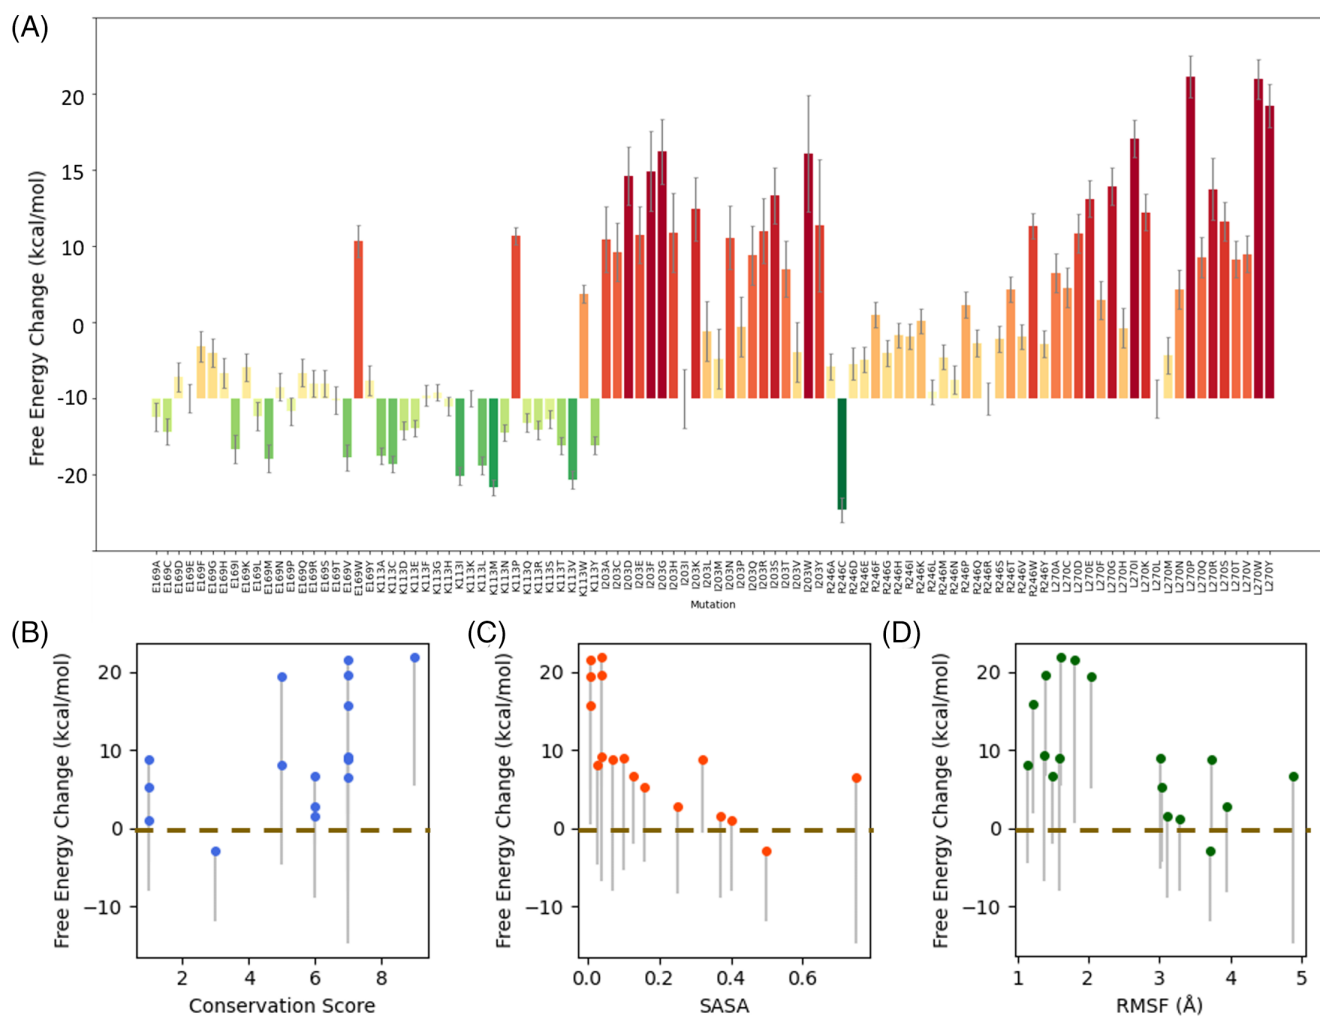 (A)
Free Energy Change (kcal/mol)
20
15
10
0
-10
-20
E169A
E169C
E169D
E169E
E169F
E169G
E169H
E169I
E169K
E169L
E169M
E169N
E169P
E169Q
E169R
E169S
E169T
E169V
E169W
E169Y
K113A
K113C
K113D
K113E
K113F
K113G
K113H
K113I
K113K
K113L
K113M
K113N
K113P
K113Q
K113R
K113S
K113T
K113V
K113W
K113Y
I203A
I203C
I203D
I203E
I203F
I203G
I203H
I203I
I203K
I203L
I203M
I203N
I203P
I203Q
I203R
I203S
I203T
I203V
I203W
I203Y
R246A
R246C
R246D
R246E
R246F
R246G
R246H
R246I
R246K
R246L
R246M
R246N
R246P
R246Q
R246R
R246S
R246T
R246V
R246W
R246Y
L270A
L270C
L270D
L270E
L270F
L270G
L270H
L270I
L270K
L270L
L270M
L270N
L270P
L270Q
L270R
L270S
L270T
L270V
L270W
L270Y
Mutation
(B)
Free Energy Change (kcal/mol)
20
10
0
−10
2 4 6 8
Conservation Score
(C)
Free Energy Change (kcal/mol)
20
10
0
−10
0.0 0.2 0.4 0.6
SASA
(D)
Free Energy Change (kcal/mol)
20
10
0
−10
1 2 3 4 5
RMSF (Å)